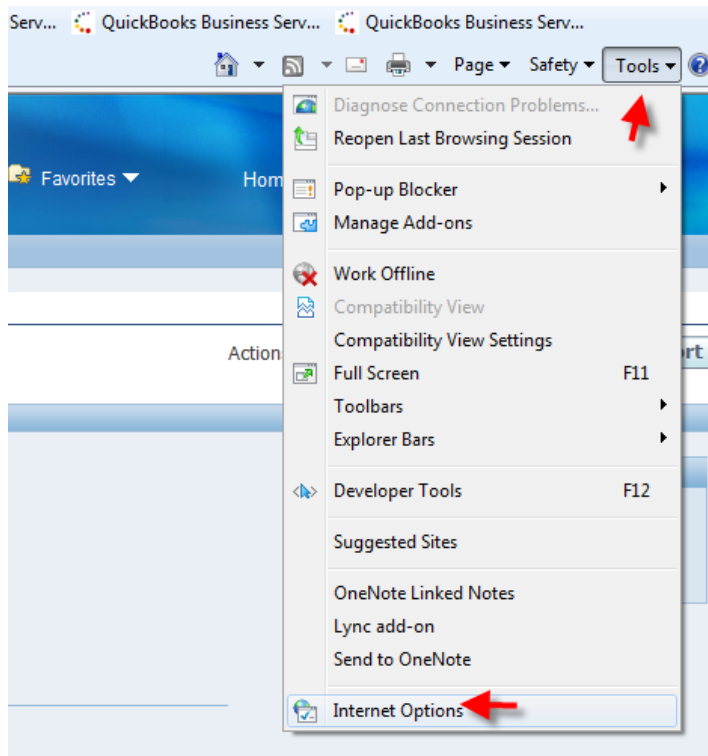 Serv... QuickBooks Business Serv... QuickBooks Business Serv...
Page Safety Tools
Diagnose Connection Problems...
Reopen Last Browsing Session
Favorites Hom
Pop-up Blocker
Manage Add-ons
Work Offline
Compatibility View
Compatibility View Settings
Action
rt
Full Screen F11
Toolbars
Explorer Bars
Developer Tools F12
Suggested Sites
OneNote Linked Notes
Lync add-on
Send to OneNote
Internet Options